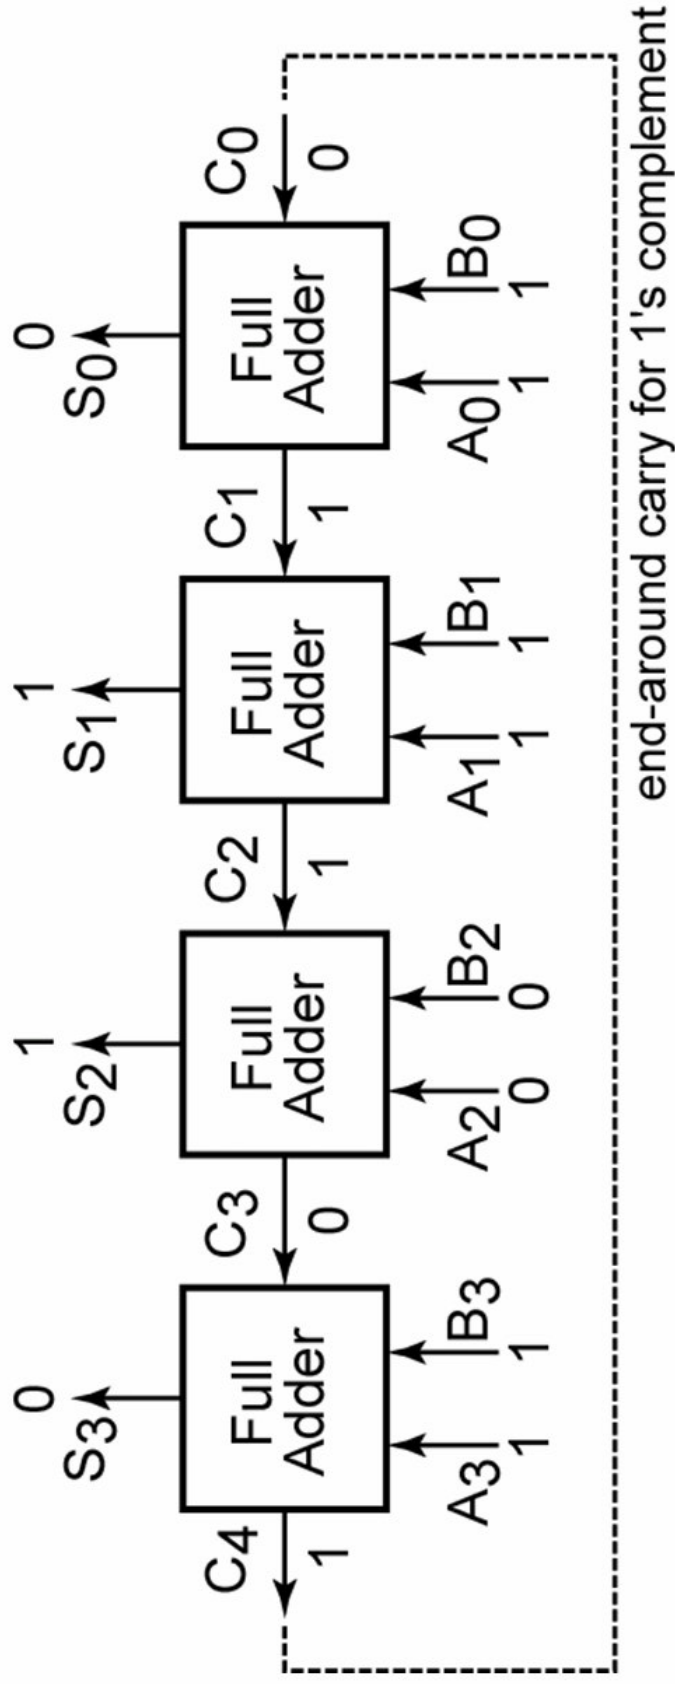 0 1 1 0
S3 S2 S1 S0
C4 C3 C2 C1 C0
Full Full Full Full
Adder Adder Adder Adder
1 0 1 1 0
A3 B3 A2 B2 A1 B1 A0 B0
1 1 0 0 1 1 1 1
end-around carry for 1's complement